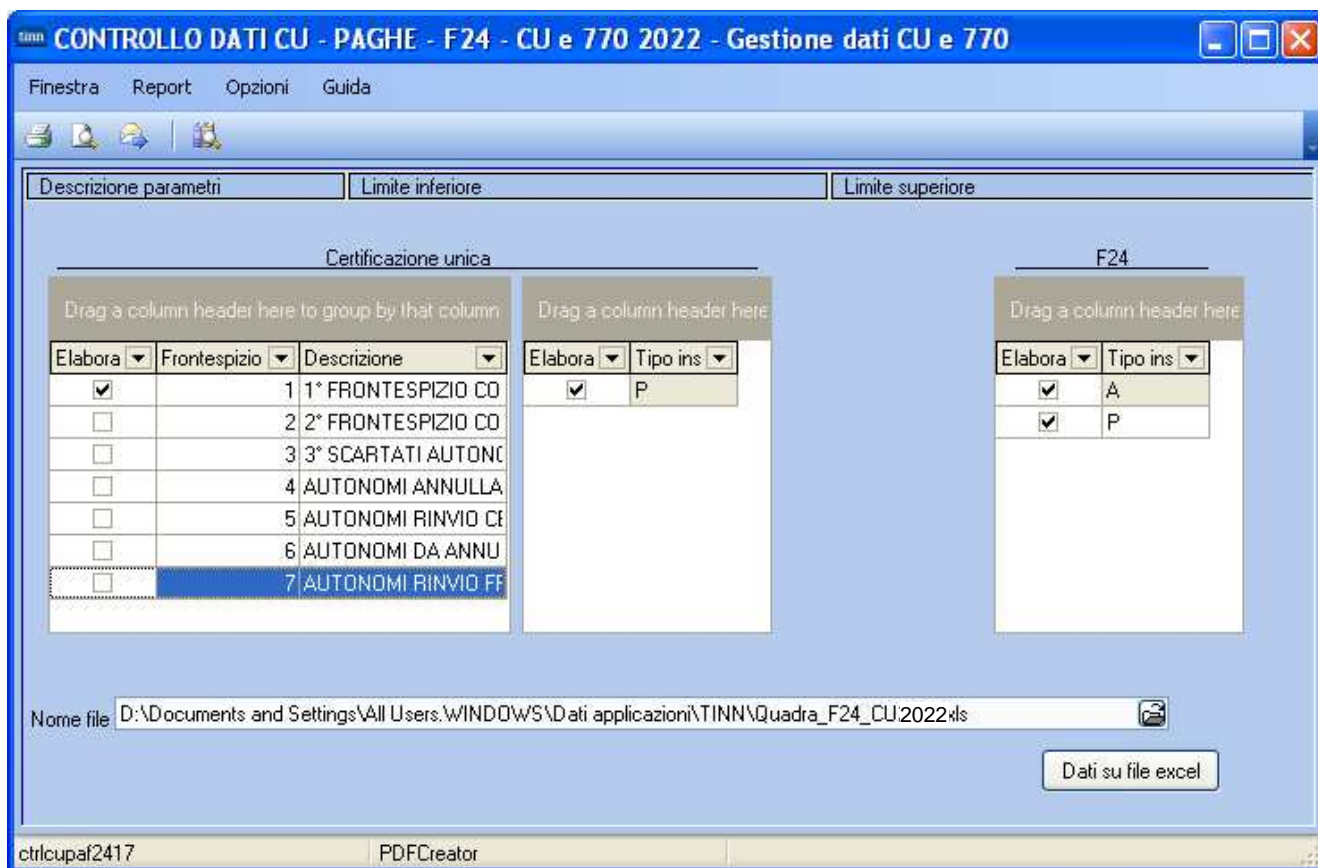 tinn CONTROLLO DATI CU - PAGHE - F24 - CU e 770 2022 - Gestione dati CU e 770
Finestra Report Opzioni Guida
Descrizione parametri Limite inferiore Limite superiore
Certificazione unica F24
Drag a column header here to group by that column Drag a column header here Drag a column header here
Elabora Frontespizio Descrizione Elabora Tipo ins Elabora Tipo ins
1 1° FRONTESPIZIO CO P A
2 2° FRONTESPIZIO CO P
3 3° SCARTATI AUTONO
4 AUTONOMI ANNULLA
5 AUTONOMI RINVIO CE
6 AUTONOMI DA ANNU
7 AUTONOMI RINVIO FF
Nome file D:\Documents and Settings\All Users.WINDOWS\Dati applicazioni\TINN\Quadra_F24_CU2022xls
Dati su file excel
ctrlcupaf2417 PDFCreator